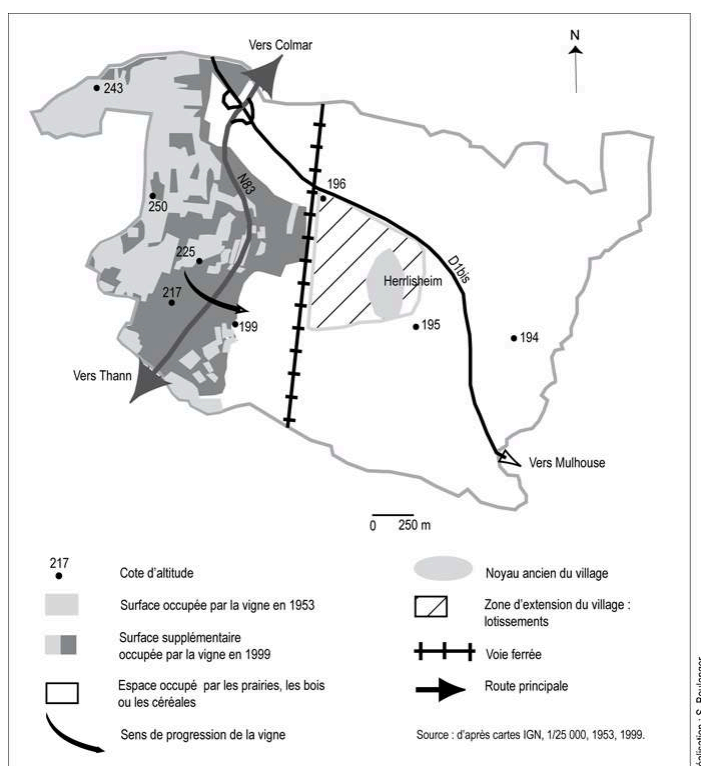 Vers Colmar
N
243
N83
196
250
225
D1bis
Herrlisheim
217
199
195
194
Vers Thann
Vers Mulhouse
0 250 m
217
Cote d'altitude
Surface occupée par la vigne en 1953
Surface supplémentaire
occupée par la vigne en 1999
Espace occupé par les prairies, les bois
ou les céréales
Sens de progression de la vigne
Noyau ancien du village
Zone d'extension du village :
lotissements
Voie ferrée
Route principale
Source : d'après cartes IGN, 1/25 000, 1953, 1999.